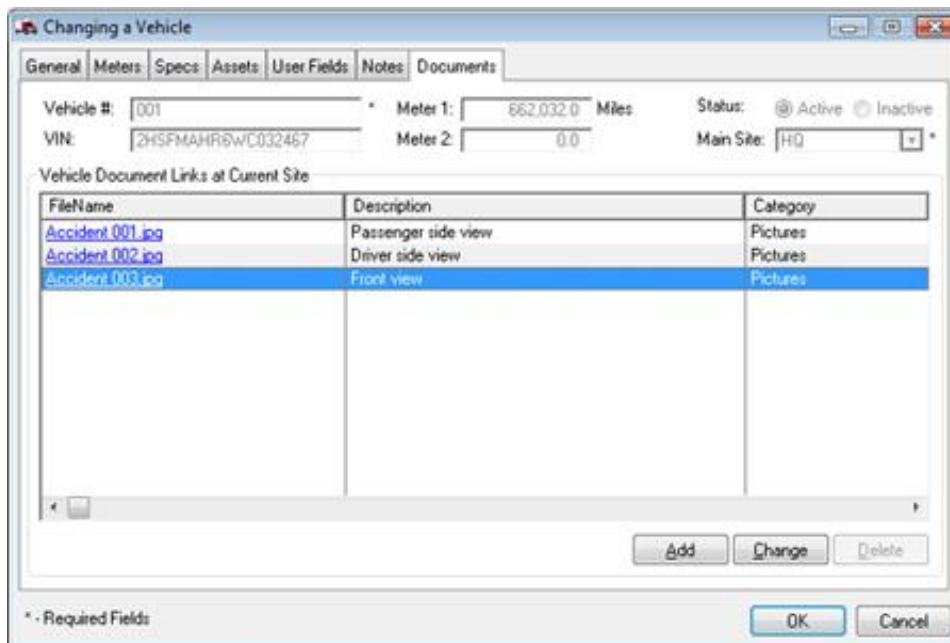 Changing a Vehicle
General Meters Specs Assets User Fields Notes Documents
Vehicle #: 001 * Meter 1: 662,032.0 Miles Status: Active Inactive
VIN: 2HSFMAHR6WC032467 Meter 2: 0.0 Main Site: HQ *
Vehicle Document Links at Current Site
FileName Description Category
Accident 001.jpg Passenger side view Pictures
Accident 002.jpg Driver side view Pictures
Accident 003.jpg Front view Pictures
Add Change Delete
* - Required Fields OK Cancel